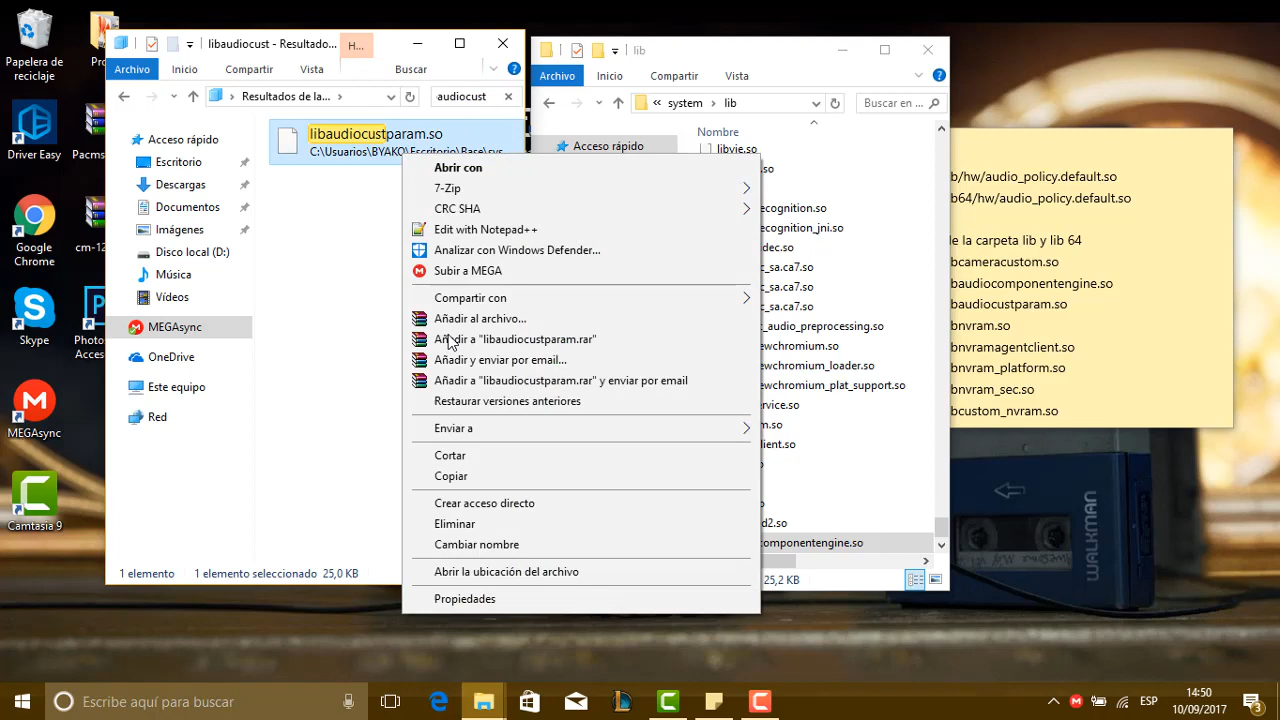 Papelera de
reciclaje
Pro
Driver Easy
Pacms
Google
Chrome
cm-12
Skype
Ph
Acces
MEGAsync
Camtasia 9
libaudiocust - Resultado...
H...
Archivo
Inicio
Compartir
Vista
Buscar
Resultados de la...
audiocust
Acceso rápido
Escritorio
Descargas
Documentos
Imágenes
Disco local (D:)
Música
Vídeos
MEGAsync
OneDrive
Este equipo
Red
libaudiocustparam.so
C:\Usuarios\BYAKO\Escritorio\Base\sys
1 elemento
1 elemento seleccionado 25,0 KB
Abrir con
7-Zip
CRC SHA
Edit with Notepad++
Analizar con Windows Defender...
Subir a MEGA
Compartir con
Añadir al archivo...
Añadir a "libaudiocustparam.rar"
Añadir y enviar por email...
Añadir a "libaudiocustparam.rar" y enviar por email
Restaurar versiones anteriores
Enviar a
Cortar
Copiar
Crear acceso directo
Eliminar
Cambiar nombre
Abrir la ubicación del archivo
Propiedades
lib
Archivo
Inicio
Compartir
Vista
« system
lib
Buscar en ...
Acceso rápido
Nombre
libvie.so
.so
ecognition.so
ecognition_jni.so
dec.so
c_sa.ca7.so
c_sa.ca7.so
c_sa.ca7.so
_audio_preprocessing.so
ewchromium.so
ewchromium_loader.so
ewchromium_plat_support.so
ervice.so
m.so
lient.so
d2.so
componentengine.so
25,2 KB
b/hw/audio_policy.default.so
b64/hw/audio_policy.default.so
e la carpeta lib y lib 64
bcameracustom.so
baudiocomponentengine.so
baudiocustparam.so
bnvram.so
bnvramagentclient.so
bnvram_platform.so
bnvram_sec.so
bcustom_nvram.so
WALKMAN
Escribe aquí para buscar
ESP
14:50
10/09/2017
3